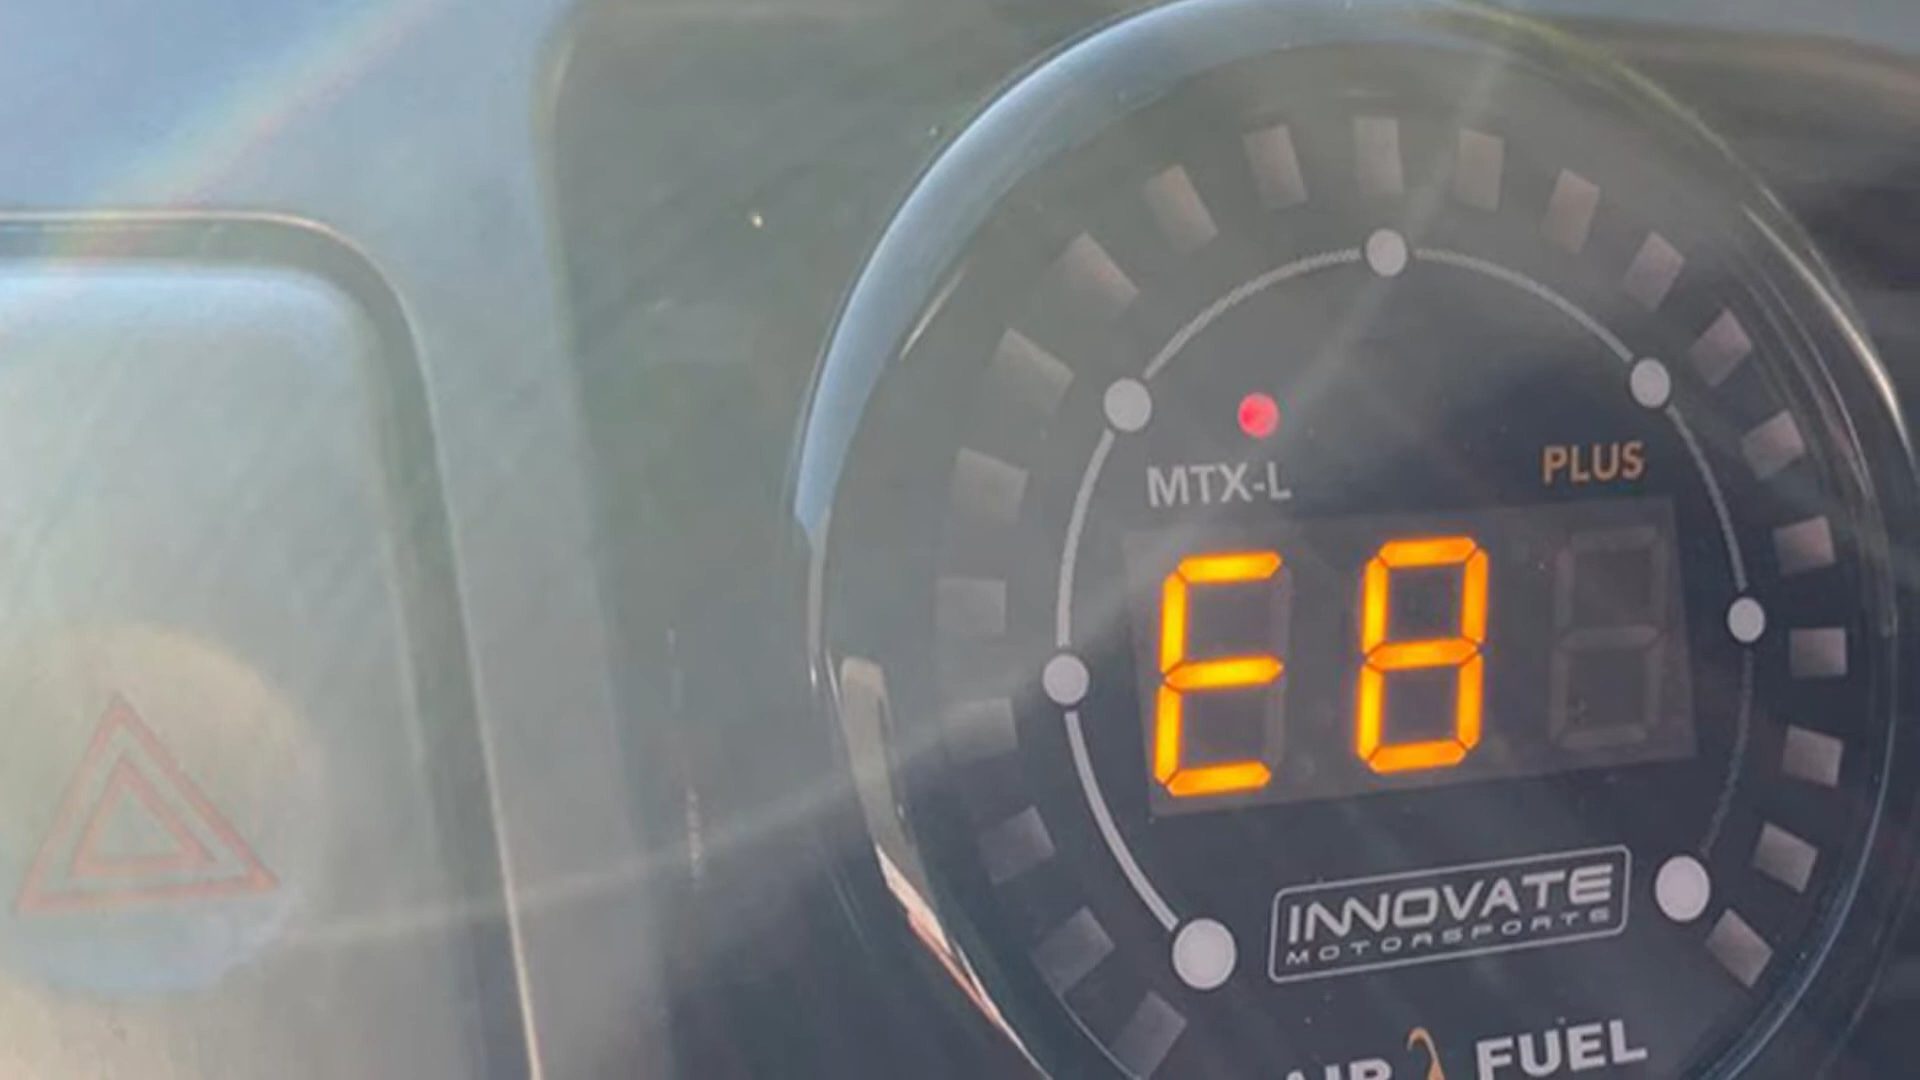 MTX-L
PLUS
E8
INNOVATE
MOTORSPORTS
AIR λ FUEL